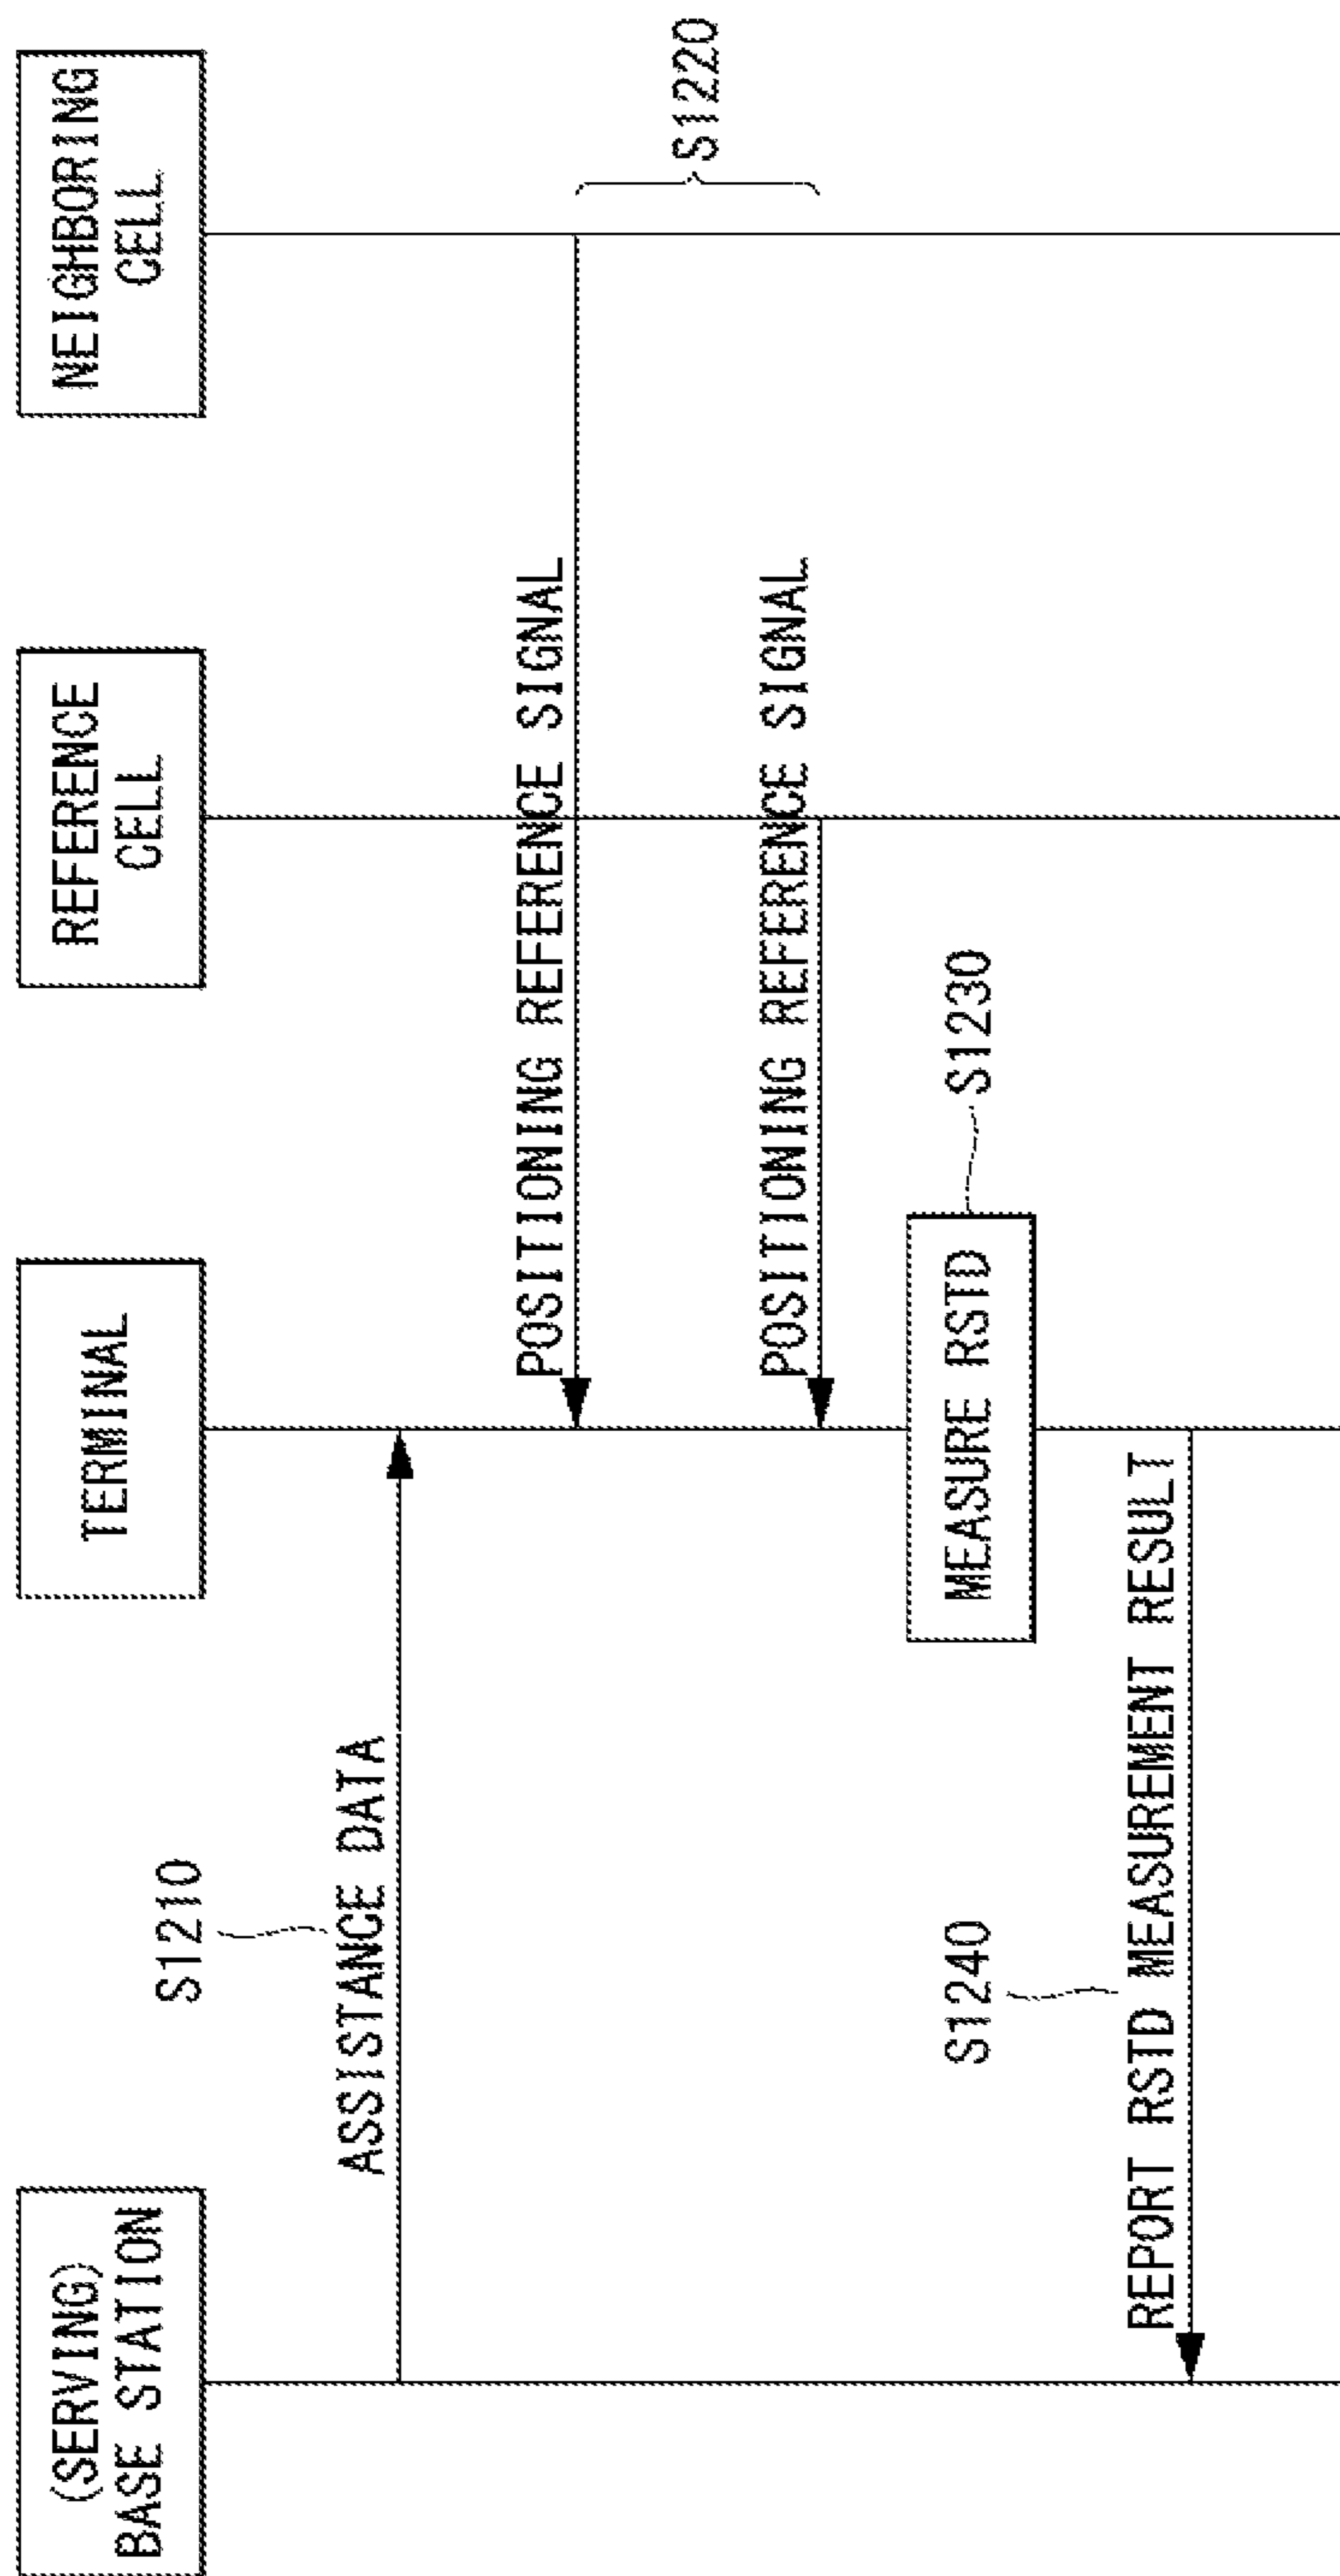 (SERVING)
BASE STATION
TERMINAL
REFERENCE
CELL
NEIGHBORING
CELL
S1210
ASSISTANCE DATA
POSITIONING REFERENCE SIGNAL
S1220
POSITIONING REFERENCE SIGNAL
MEASURE RSTD
S1230
S1240
REPORT RSTD MEASUREMENT RESULT